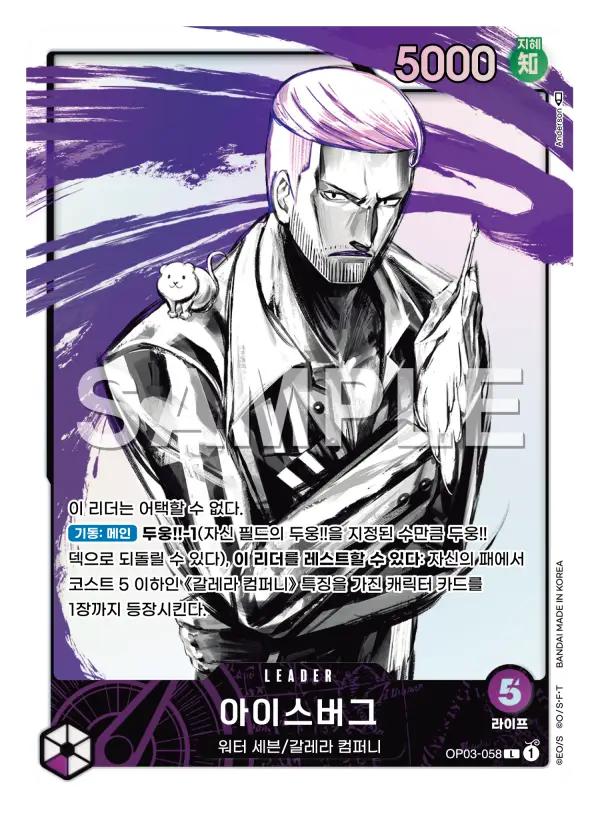 5000
지혜
知
Anderson
SAMPLE
이 리더는 어택할 수 없다.
기동: 메인 두웅!!-1(자신 필드의 두웅!!을 지정된 수만큼 두웅!!
덱으로 되돌릴 수 있다), 이 리더를 레스트할 수 있다: 자신의 패에서
코스트 5 이하인 《갈레라 컴퍼니》 특징을 가진 캐릭터 카드를
1장까지 등장시킨다.
LEADER
아이스버그
워터 세븐/갈레라 컴퍼니
5
라이프
OP03-058 L 1
©EO/S ©O/S·F·T BANDAI MADE IN KOREA